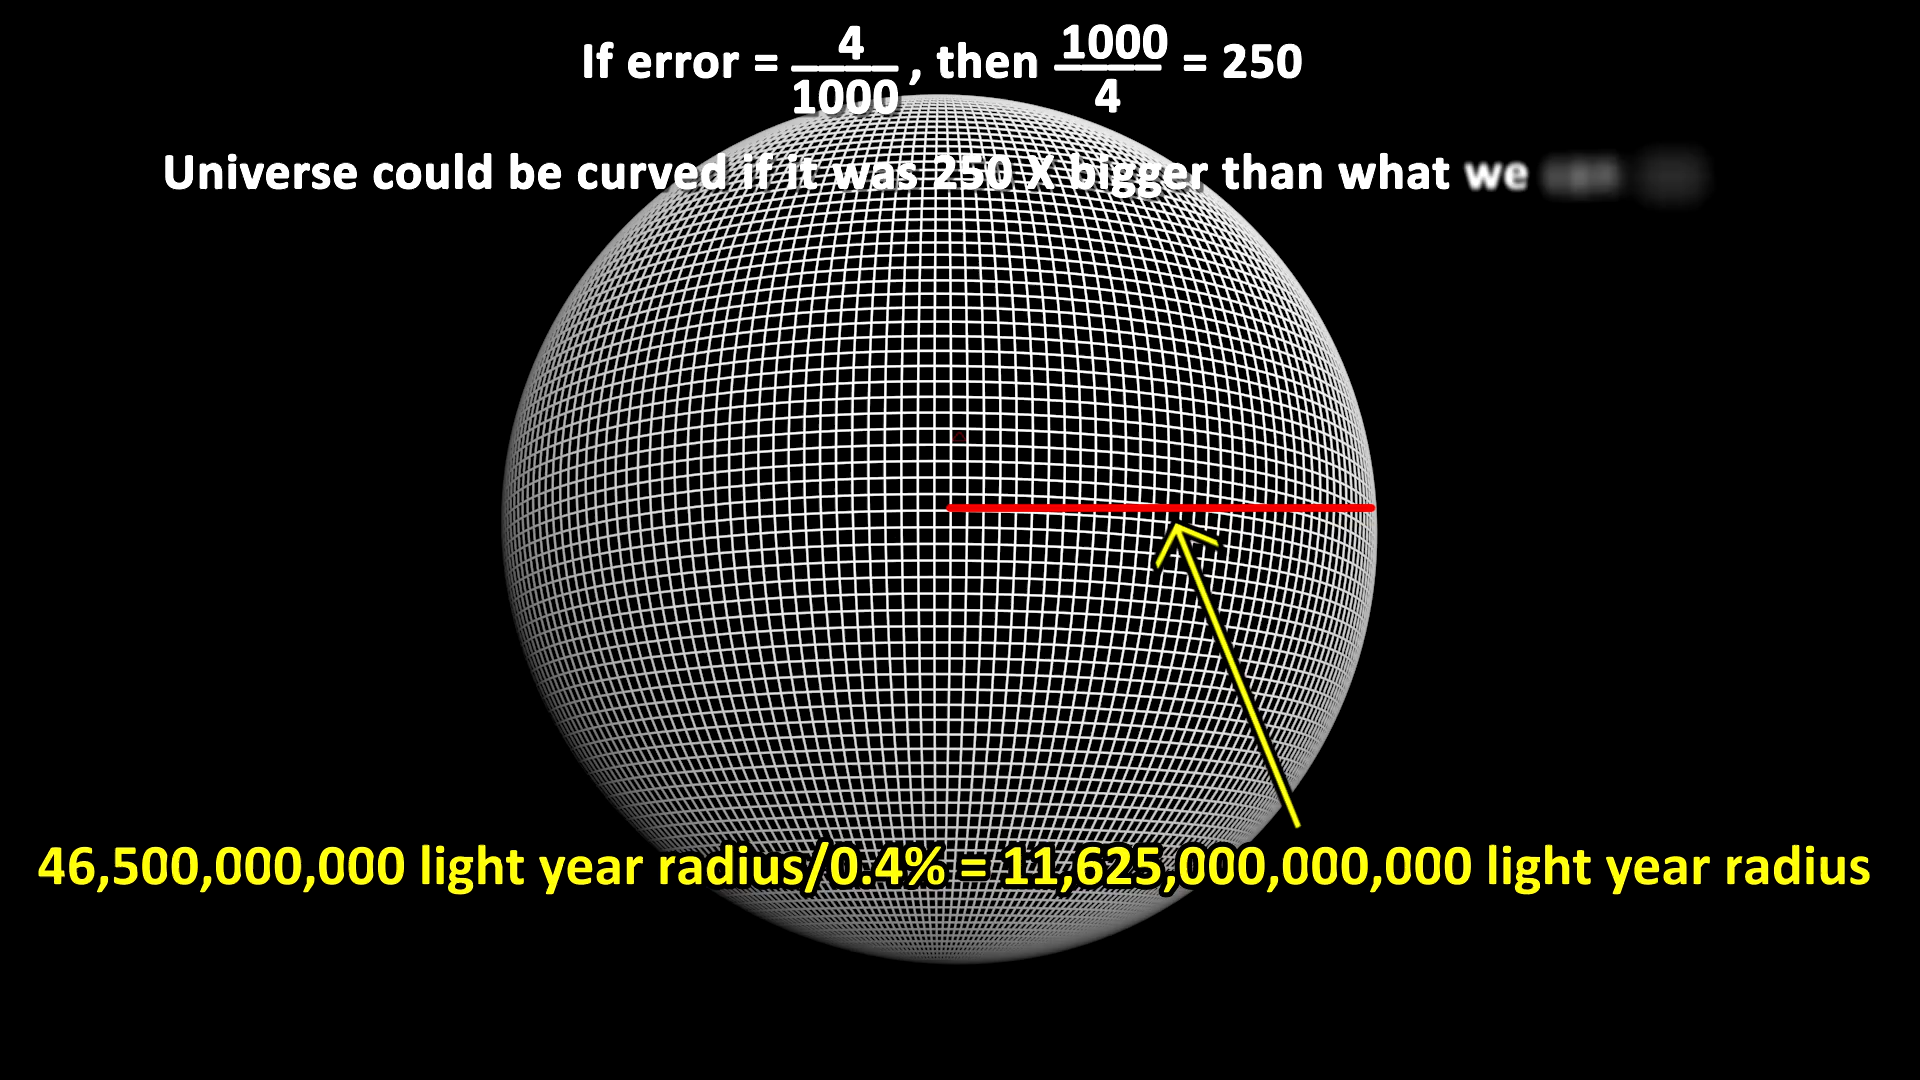 If error = 4/1000, then 1000/4 = 250
Universe could be curved if it was 250 X bigger than what we
46,500,000,000 light year radius/0.4% = 11,625,000,000,000 light year radius